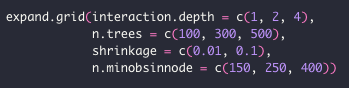 expand.grid(interaction.depth = c(1, 2, 4),
            n.trees = c(100, 300, 500),
            shrinkage = c(0.01, 0.1),
            n.minobsinnode = c(150, 250, 400))